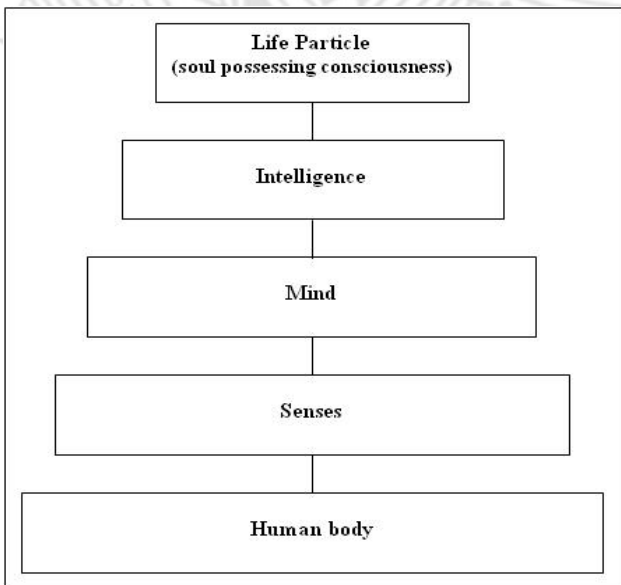 Life Particle
(soul possessing consciousness)
Intelligence
Mind
Senses
Human body